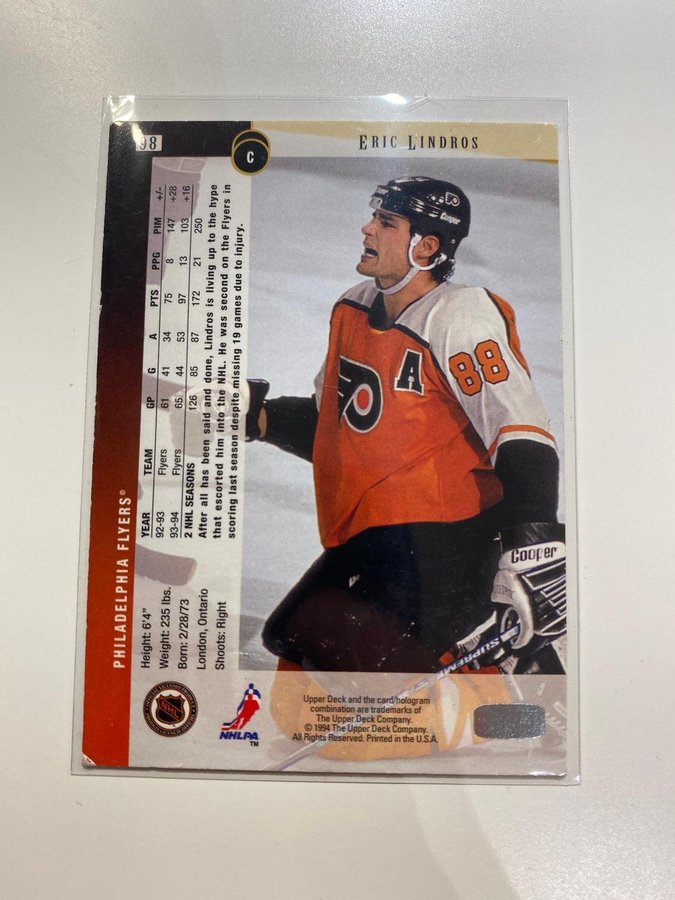 98
C
ERIC LINDROS
PHILADELPHIA FLYERS®
YEAR TEAM GP G A PTS PPG PIM +/-
92-93 Flyers 61 41 34 75 8 147 +28
93-94 Flyers 65 44 53 97 13 103 +16
2 NHL SEASONS 126 85 87 172 21 250
After all has been said and done, Lindros is living up to the hype
that escorted him into the NHL. He was second on the Flyers in
scoring last season despite missing 19 games due to injury.
Height: 6'4"
Weight: 235 lbs.
Born: 2/28/73
London, Ontario
Shoots: Right
Cooper
A
88
Cooper
SUPREME
NHL
NHLPA
TM
Upper Deck and the card/hologram
combination are trademarks of
The Upper Deck Company.
© 1994 The Upper Deck Company.
All Rights Reserved. Printed in the U.S.A.